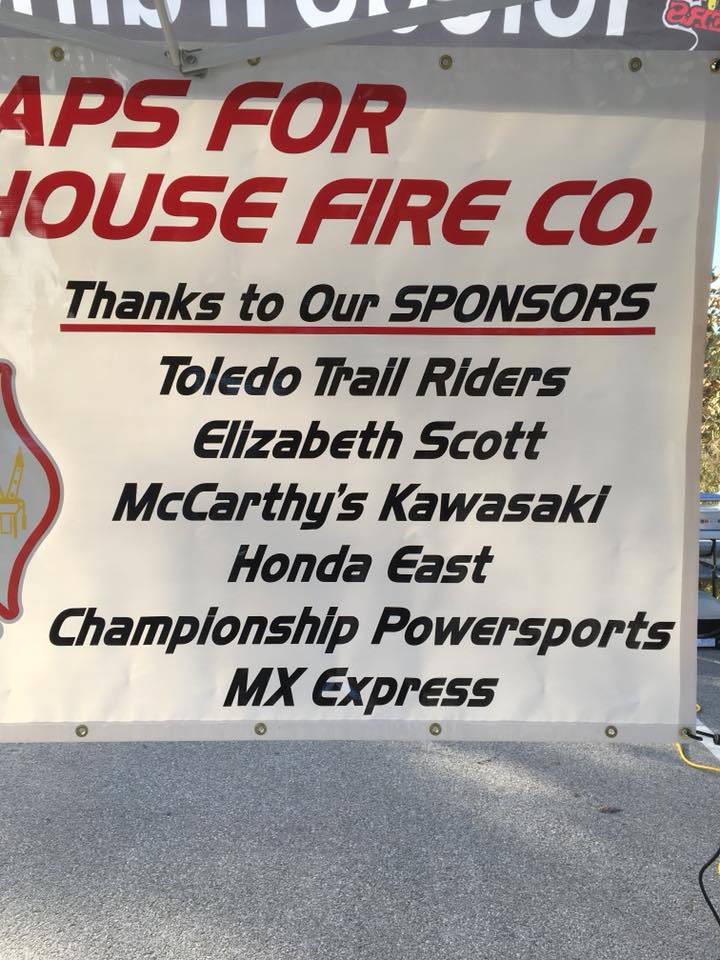 APS FOR
HOUSE FIRE CO.
Thanks to Our SPONSORS
Toledo Trail Riders
Elizabeth Scott
McCarthy's Kawasaki
Honda East
Championship Powersports
MX Express